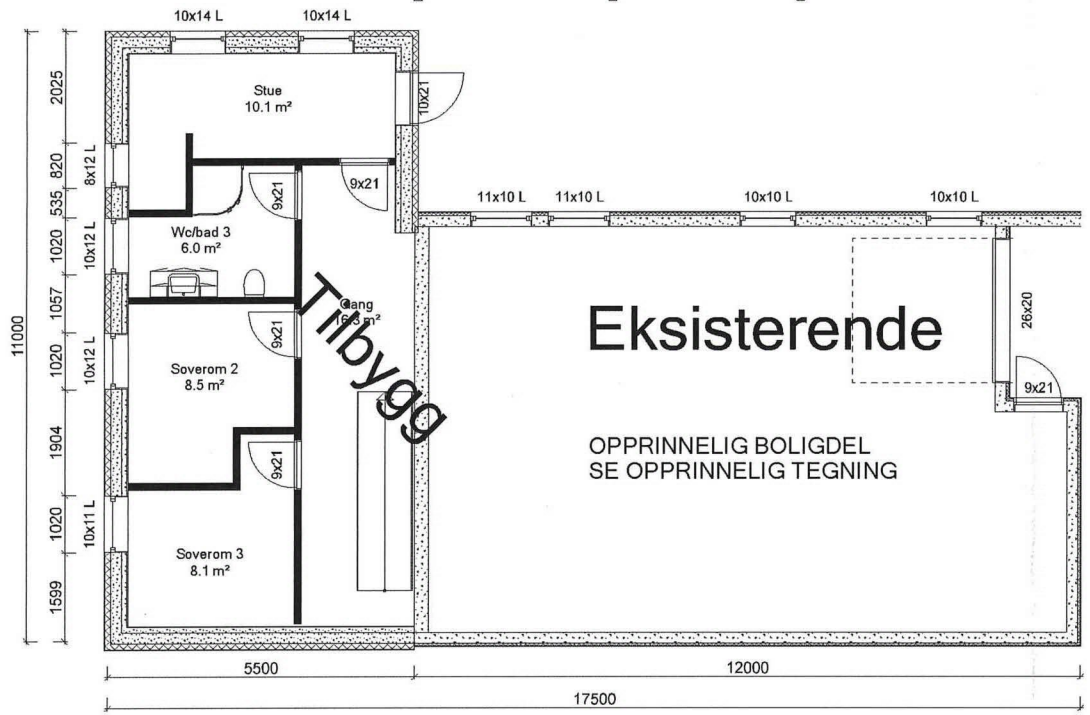 10x14 L
10x14 L
Stue
10.1 m²
10x21
2025
820
8x12 L
535
9x21
9x21
11x10 L
11x10 L
10x10 L
10x10 L
Wc/bad 3
6.0 m²
1020
10x12 L
1057
Tilbygg
Gang
16.3 m²
Eksisterende
26x20
11000
9x21
1020
10x12 L
Soverom 2
8.5 m²
9x21
1904
9x21
OPPRINNELIG BOLIGDEL
SE OPPRINNELIG TEGNING
1020
10x11 L
Soverom 3
8.1 m²
1599
5500
12000
17500